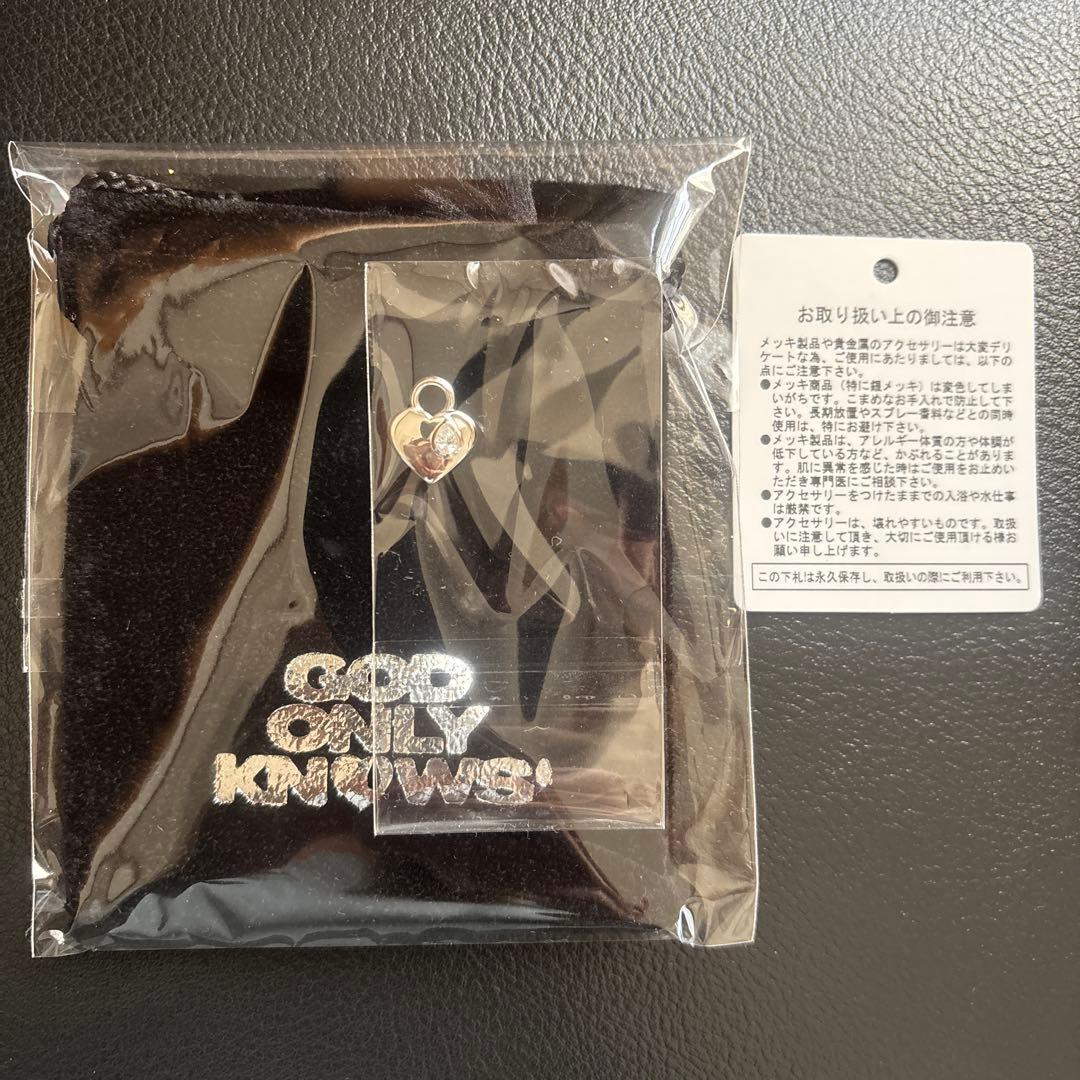 GOD
ONLY
KNOWS'
お取り扱い上の御注意
メッキ製品や貴金属のアクセサリーは大変デリ
ケートな為、ご使用にあたりましては、以下の
点にご注意下さい。
●メッキ商品（特に銀メッキ）は変色してしま
いがちです。こまめなお手入れで防止して下
さい。長期放置やスプレー香料などとの同時
使用は、特にお避け下さい。
●メッキ製品は、アレルギー体質の方や体調が
低下している方など、かぶれることがありま
す。肌に異常を感じた時はご使用をお止めい
ただき専門医にご相談下さい。
●アクセサリーをつけたままでの入浴や水仕事
は厳禁です。
●アクセサリーは、壊れやすいものです。取扱
いに注意して頂き、大切にご使用頂ける様お
願い申し上げます。
この下札は永久保存し、取扱いの際にご利用下さい。